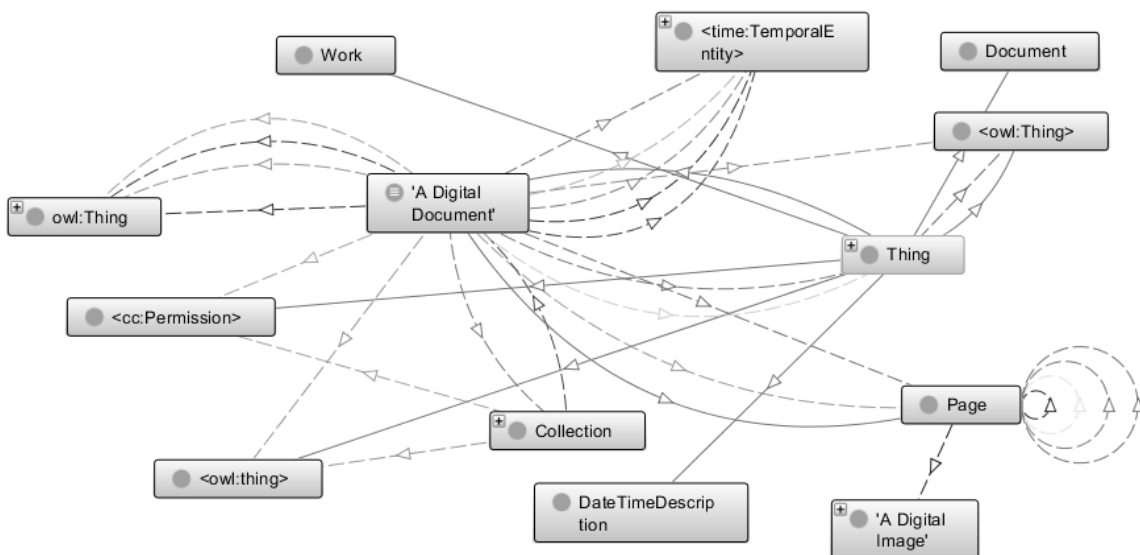 Work
<time:TemporalE
ntity>
Document
<owl:Thing>
'A Digital
Document'
owl:Thing
Thing
<cc:Permission>
Page
Collection
<owl:thing>
DateTimeDescrip
tion
'A Digital
Image'